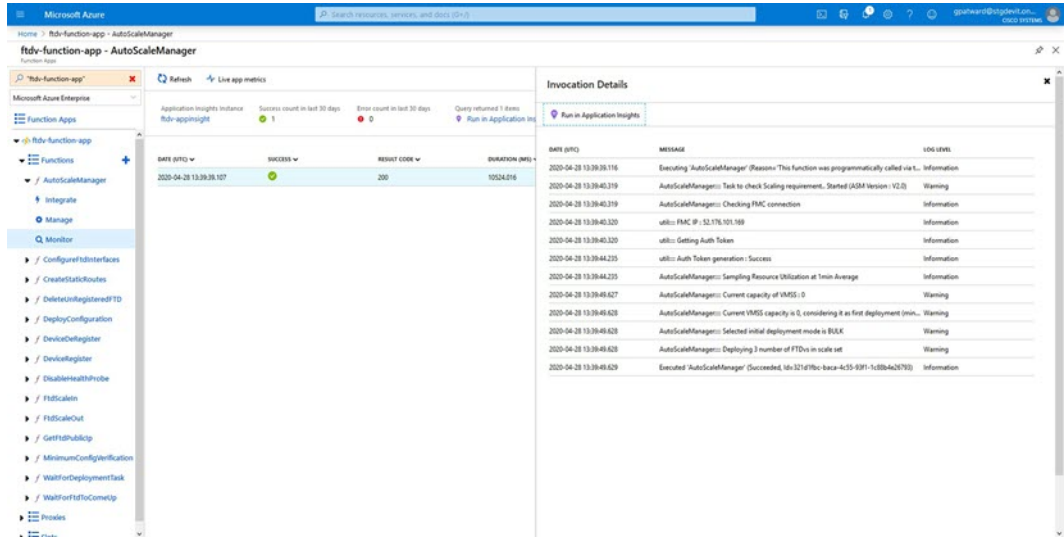 Microsoft Azure
Search resources, services, and docs (G+/)
gpatward@stgdevit.on...
CISCO SYSTEMS
Home > ftdv-function-app - AutoScaleManager
ftdv-function-app - AutoScaleManager
Function Apps
"ftdv-function-app"
Microsoft Azure Enterprise
Function Apps
ftdv-function-app
Functions
AutoScaleManager
Integrate
Manage
Monitor
ConfigureFtdInterfaces
CreateStaticRoutes
DeleteUnRegisteredFTD
DeployConfiguration
DeviceDeRegister
DeviceRegister
DisableHealthProbe
FtdScaleIn
FtdScaleOut
GetFtdPublicIp
MinimumConfigVerification
WaitForDeploymentTask
WaitForFtdToComeUp
Proxies
Slots
Refresh Live app metrics
Application Insights Instance Success count in last 30 days Error count in last 30 days Query returned 1 items
ftdv-appinsight 1 0 Run in Application Ins
DATE (UTC) SUCCESS RESULT CODE DURATION (MS)
2020-04-28 13:39:39.107 200 10524.016
Invocation Details
Run in Application Insights
DATE (UTC) MESSAGE LOG LEVEL
2020-04-28 13:39:39.116 Executing 'AutoScaleManager' (Reason='This function was programmatically called via t... Information
2020-04-28 13:39:40.319 AutoScaleManager::: Task to check Scaling requirement.. Started (ASM Version : V2.0) Warning
2020-04-28 13:39:40.319 AutoScaleManager::: Checking FMC connection Information
2020-04-28 13:39:40.320 util::: FMC IP : 52.176.101.169 Information
2020-04-28 13:39:40.320 util::: Getting Auth Token Information
2020-04-28 13:39:44.235 util::: Auth Token generation : Success Information
2020-04-28 13:39:44.235 AutoScaleManager::: Sampling Resource Utilization at 1min Average Information
2020-04-28 13:39:49.627 AutoScaleManager::: Current capacity of VMSS : 0 Warning
2020-04-28 13:39:49.628 AutoScaleManager::: Current VMSS capacity is 0, considering it as first deployment (min... Warning
2020-04-28 13:39:49.628 AutoScaleManager::: Selected initial deployment mode is BULK Warning
2020-04-28 13:39:49.628 AutoScaleManager::: Deploying 3 number of FTDvs in scale set Warning
2020-04-28 13:39:49.629 Executed 'AutoScaleManager' (Succeeded, Id=321d1fbc-baca-4c55-93f1-1c88b4e26793) Information